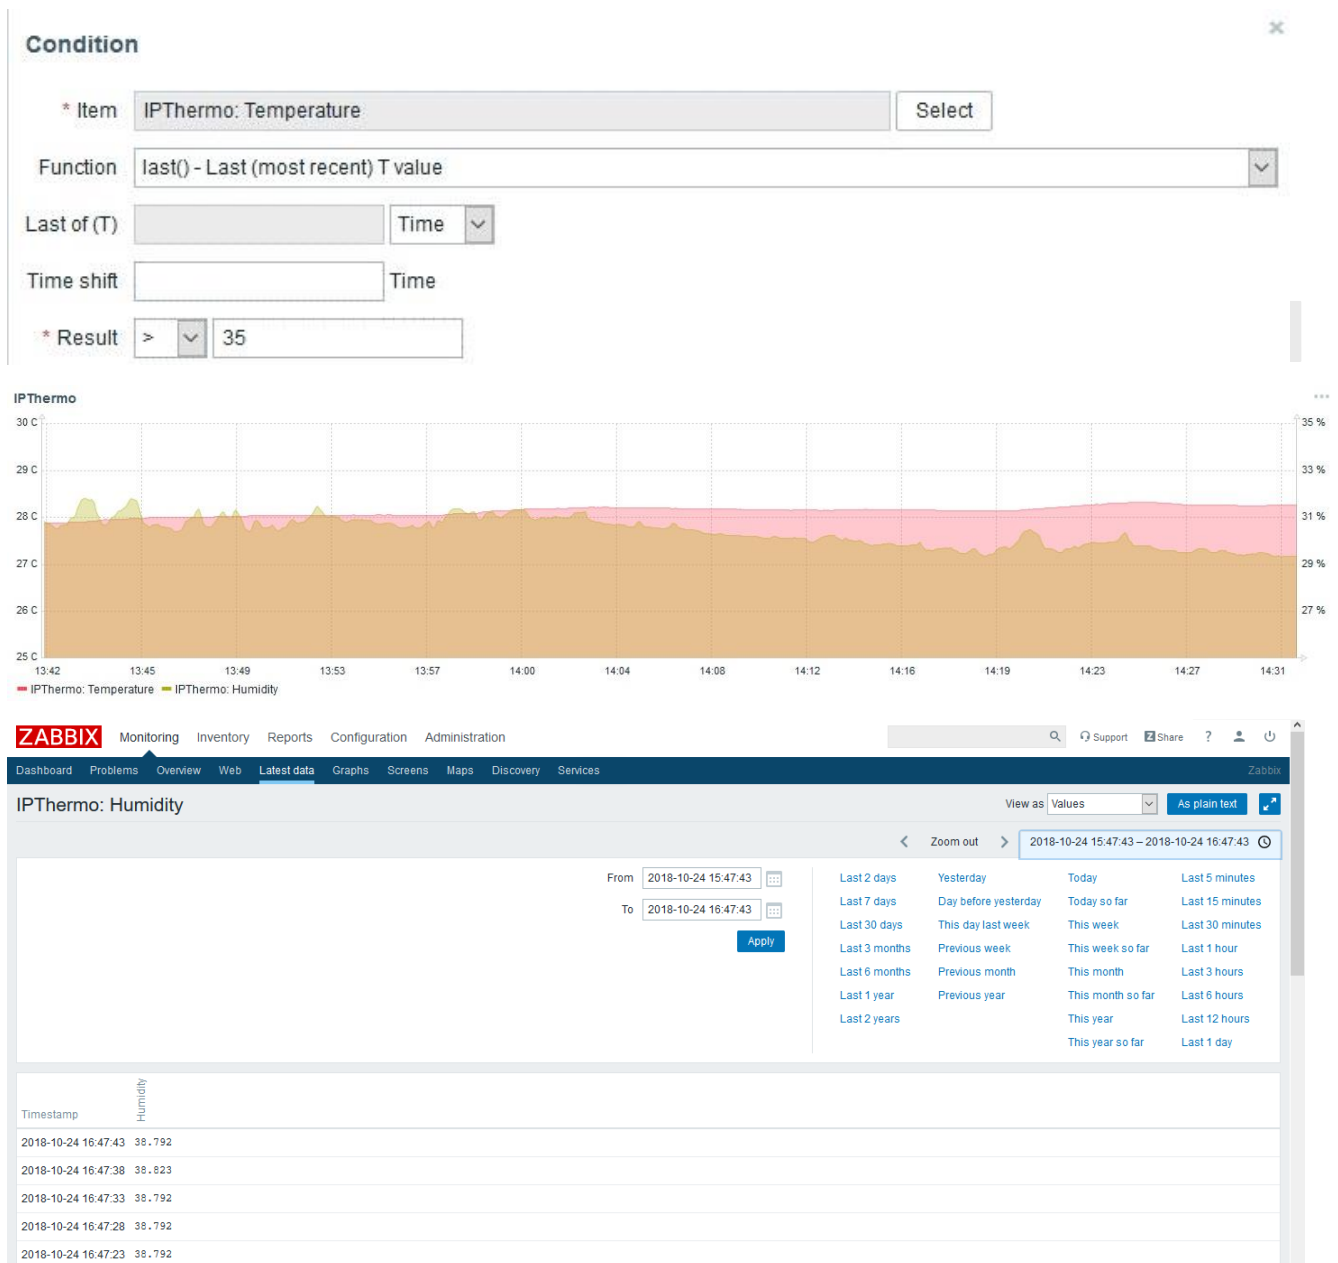 Condition
* Item IPThermo: Temperature Select
Function last() - Last (most recent) T value
Last of (T) Time
Time shift Time
* Result > 35
IPThermo
30 C 35 %
29 C 33 %
28 C 31 %
27 C 29 %
26 C 27 %
25 C
13:42 13:45 13:49 13:53 13:57 14:00 14:04 14:08 14:12 14:16 14:19 14:23 14:27 14:31
IPThermo: Temperature IPThermo: Humidity
ZABBIX Monitoring Inventory Reports Configuration Administration Support Z Share ?
Dashboard Problems Overview Web Latest data Graphs Screens Maps Discovery Services Zabbix
IPThermo: Humidity View as Values As plain text
Zoom out 2018-10-24 15:47:43 – 2018-10-24 16:47:43
From 2018-10-24 15:47:43
To 2018-10-24 16:47:43
Apply
Last 2 days Yesterday Today Last 5 minutes
Last 7 days Day before yesterday Today so far Last 15 minutes
Last 30 days This day last week This week Last 30 minutes
Last 3 months Previous week This week so far Last 1 hour
Last 6 months Previous month This month Last 3 hours
Last 1 year Previous year This month so far Last 6 hours
Last 2 years This year Last 12 hours
This year so far Last 1 day
Timestamp Humidity
2018-10-24 16:47:43 38.792
2018-10-24 16:47:38 38.823
2018-10-24 16:47:33 38.792
2018-10-24 16:47:28 38.792
2018-10-24 16:47:23 38.792